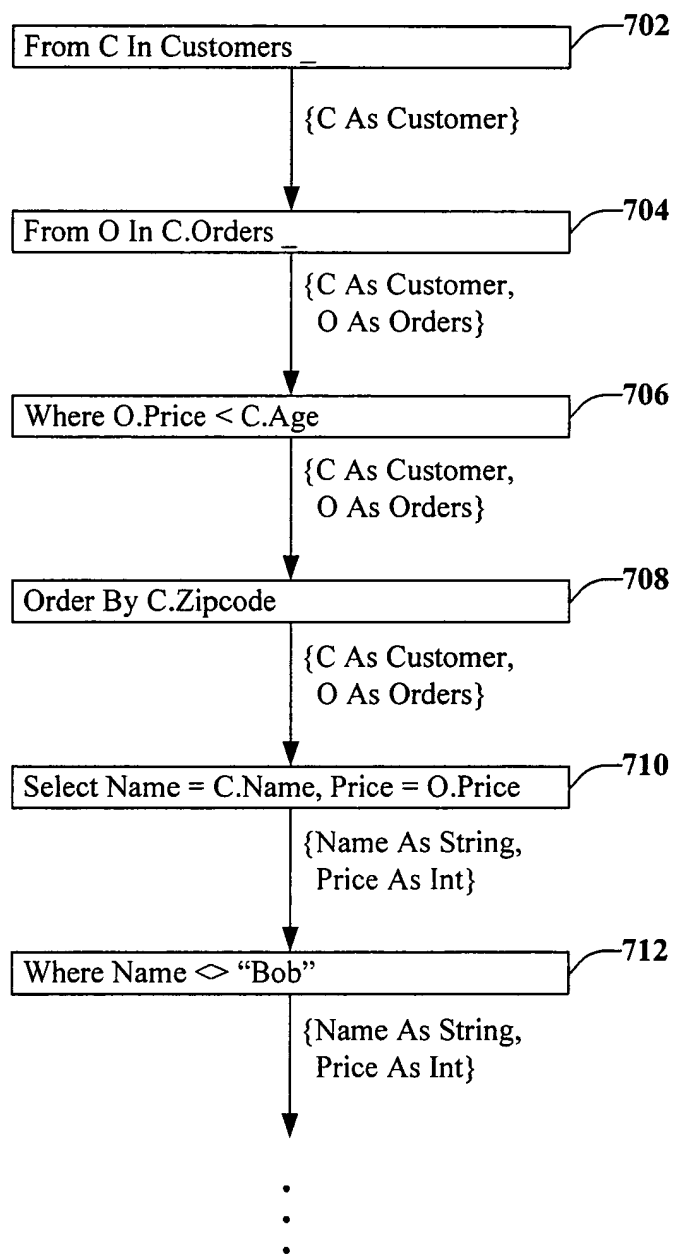 702
From C In Customers _
{C As Customer}
704
From O In C.Orders _
{C As Customer,
O As Orders}
706
Where O.Price < C.Age
{C As Customer,
O As Orders}
708
Order By C.Zipcode
{C As Customer,
O As Orders}
710
Select Name = C.Name, Price = O.Price
{Name As String,
Price As Int}
712
Where Name <> “Bob”
{Name As String,
Price As Int}